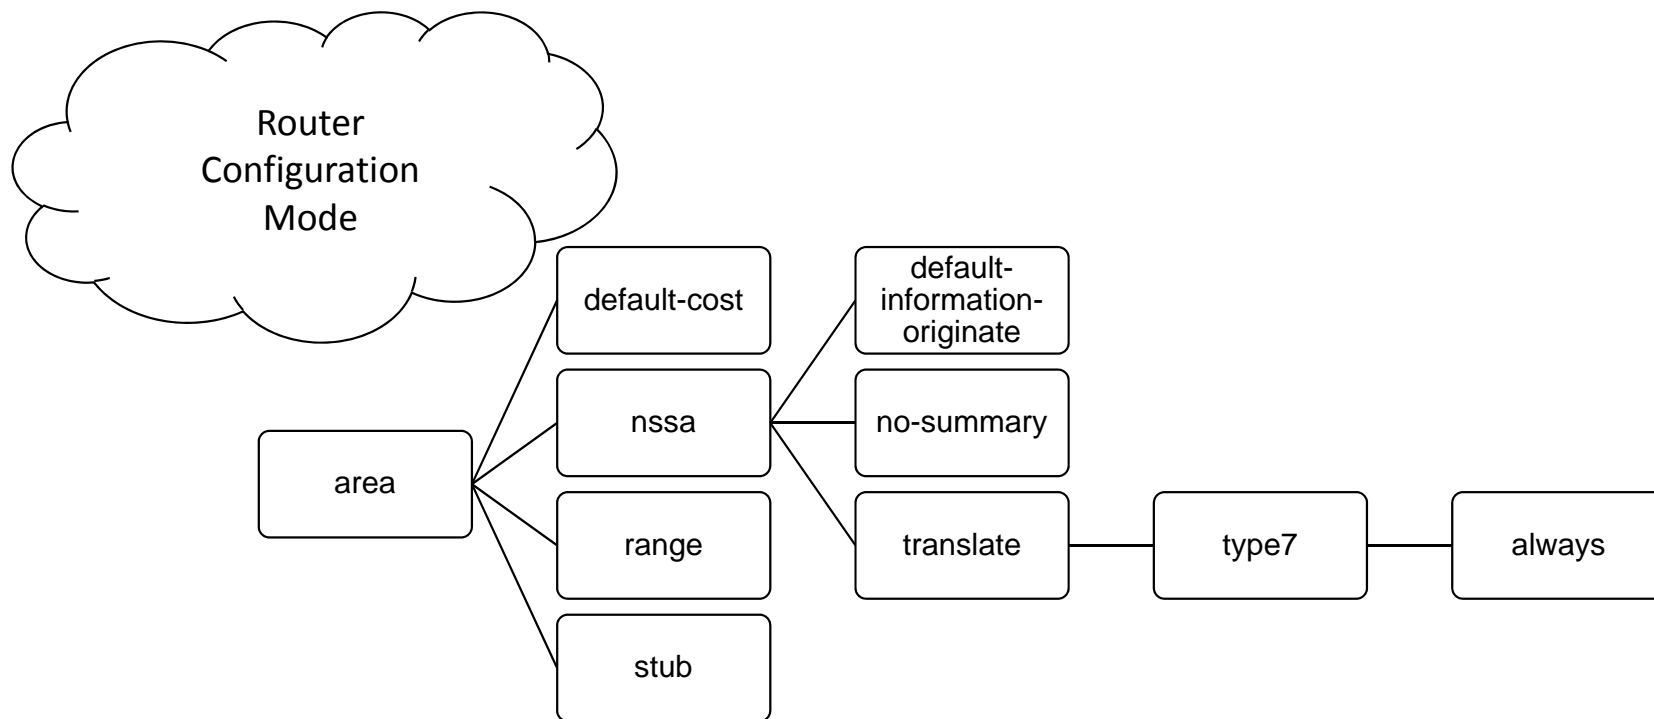 Router
Configuration
Mode
area
default-cost
nssa
range
stub
default-
information-
originate
no-summary
translate
type7
always